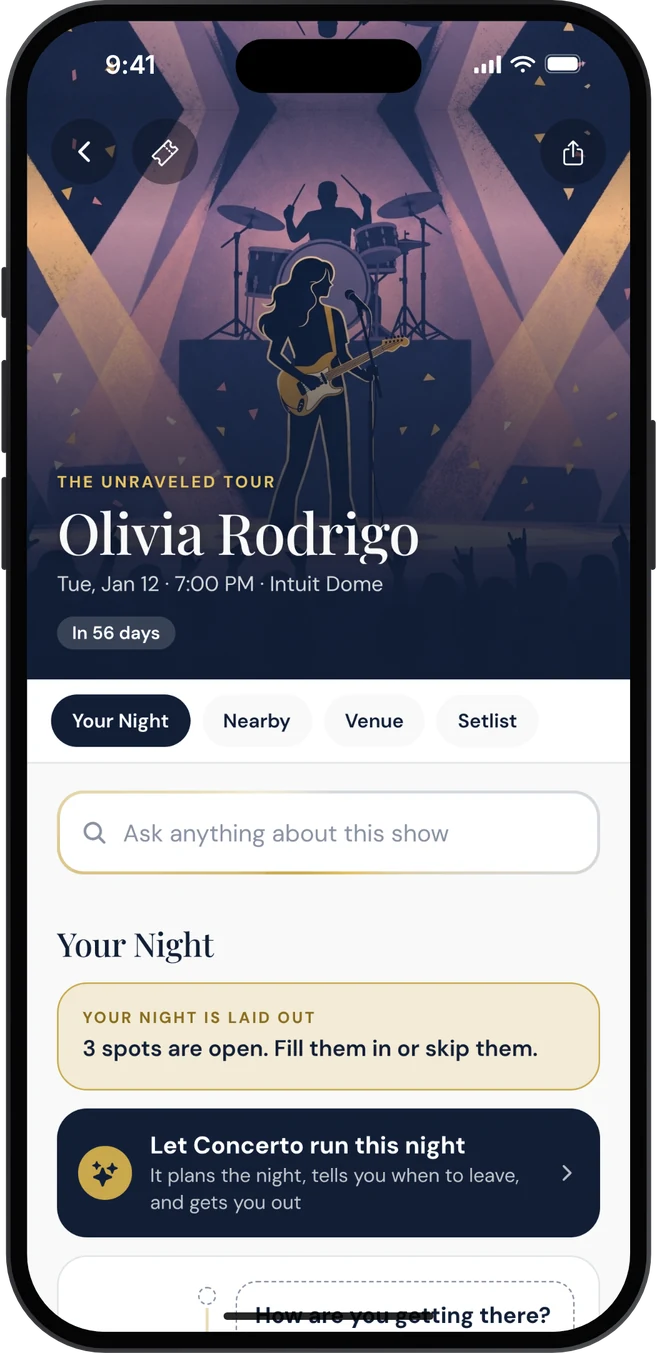 9:41
THE UNRAVELED TOUR
Olivia Rodrigo
Tue, Jan 12 · 7:00 PM · Intuit Dome
In 56 days
Your Night
Nearby
Venue
Setlist
Ask anything about this show
Your Night
YOUR NIGHT IS LAID OUT
3 spots are open. Fill them in or skip them.
Let Concerto run this night
It plans the night, tells you when to leave,
and gets you out
How are you getting there?